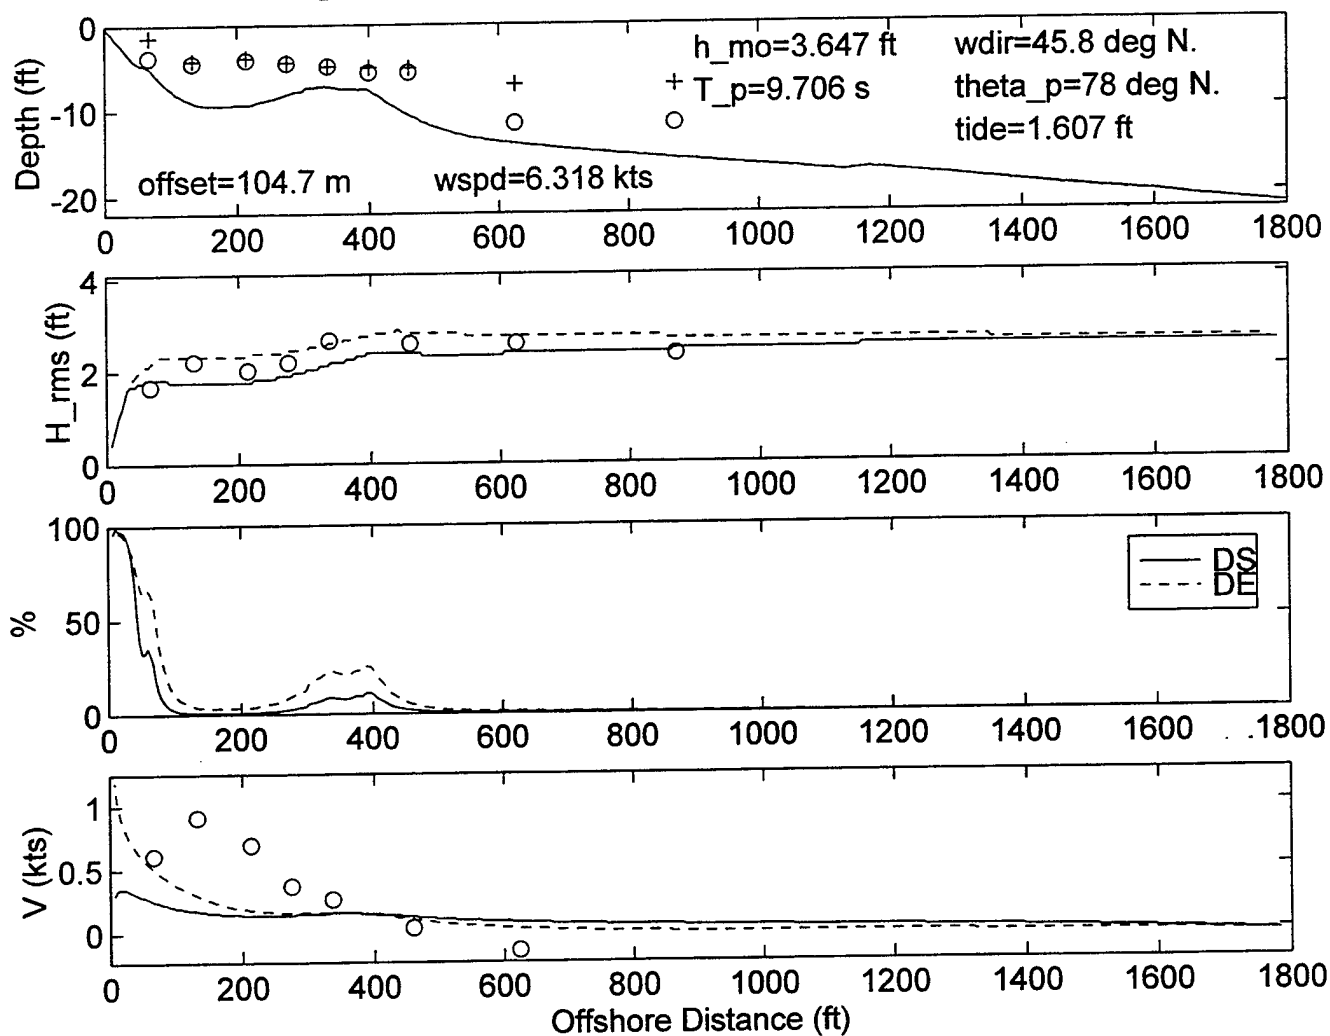 h_mo=3.647 ft
wdir=45.8 deg N.
T_p=9.706 s
theta_p=78 deg N.
tide=1.607 ft
offset=104.7 m
wspd=6.318 kts
Depth (ft)
0
-10
-20
0 200 400 600 800 1000 1200 1400 1600 1800
H_rms (ft)
4
2
0
0 200 400 600 800 1000 1200 1400 1600 1800
%
100
50
0
DS
DE
0 200 400 600 800 1000 1200 1400 1600 1800
V (kts)
1
0.5
0
0 200 400 600 800 1000 1200 1400 1600 1800
Offshore Distance (ft)